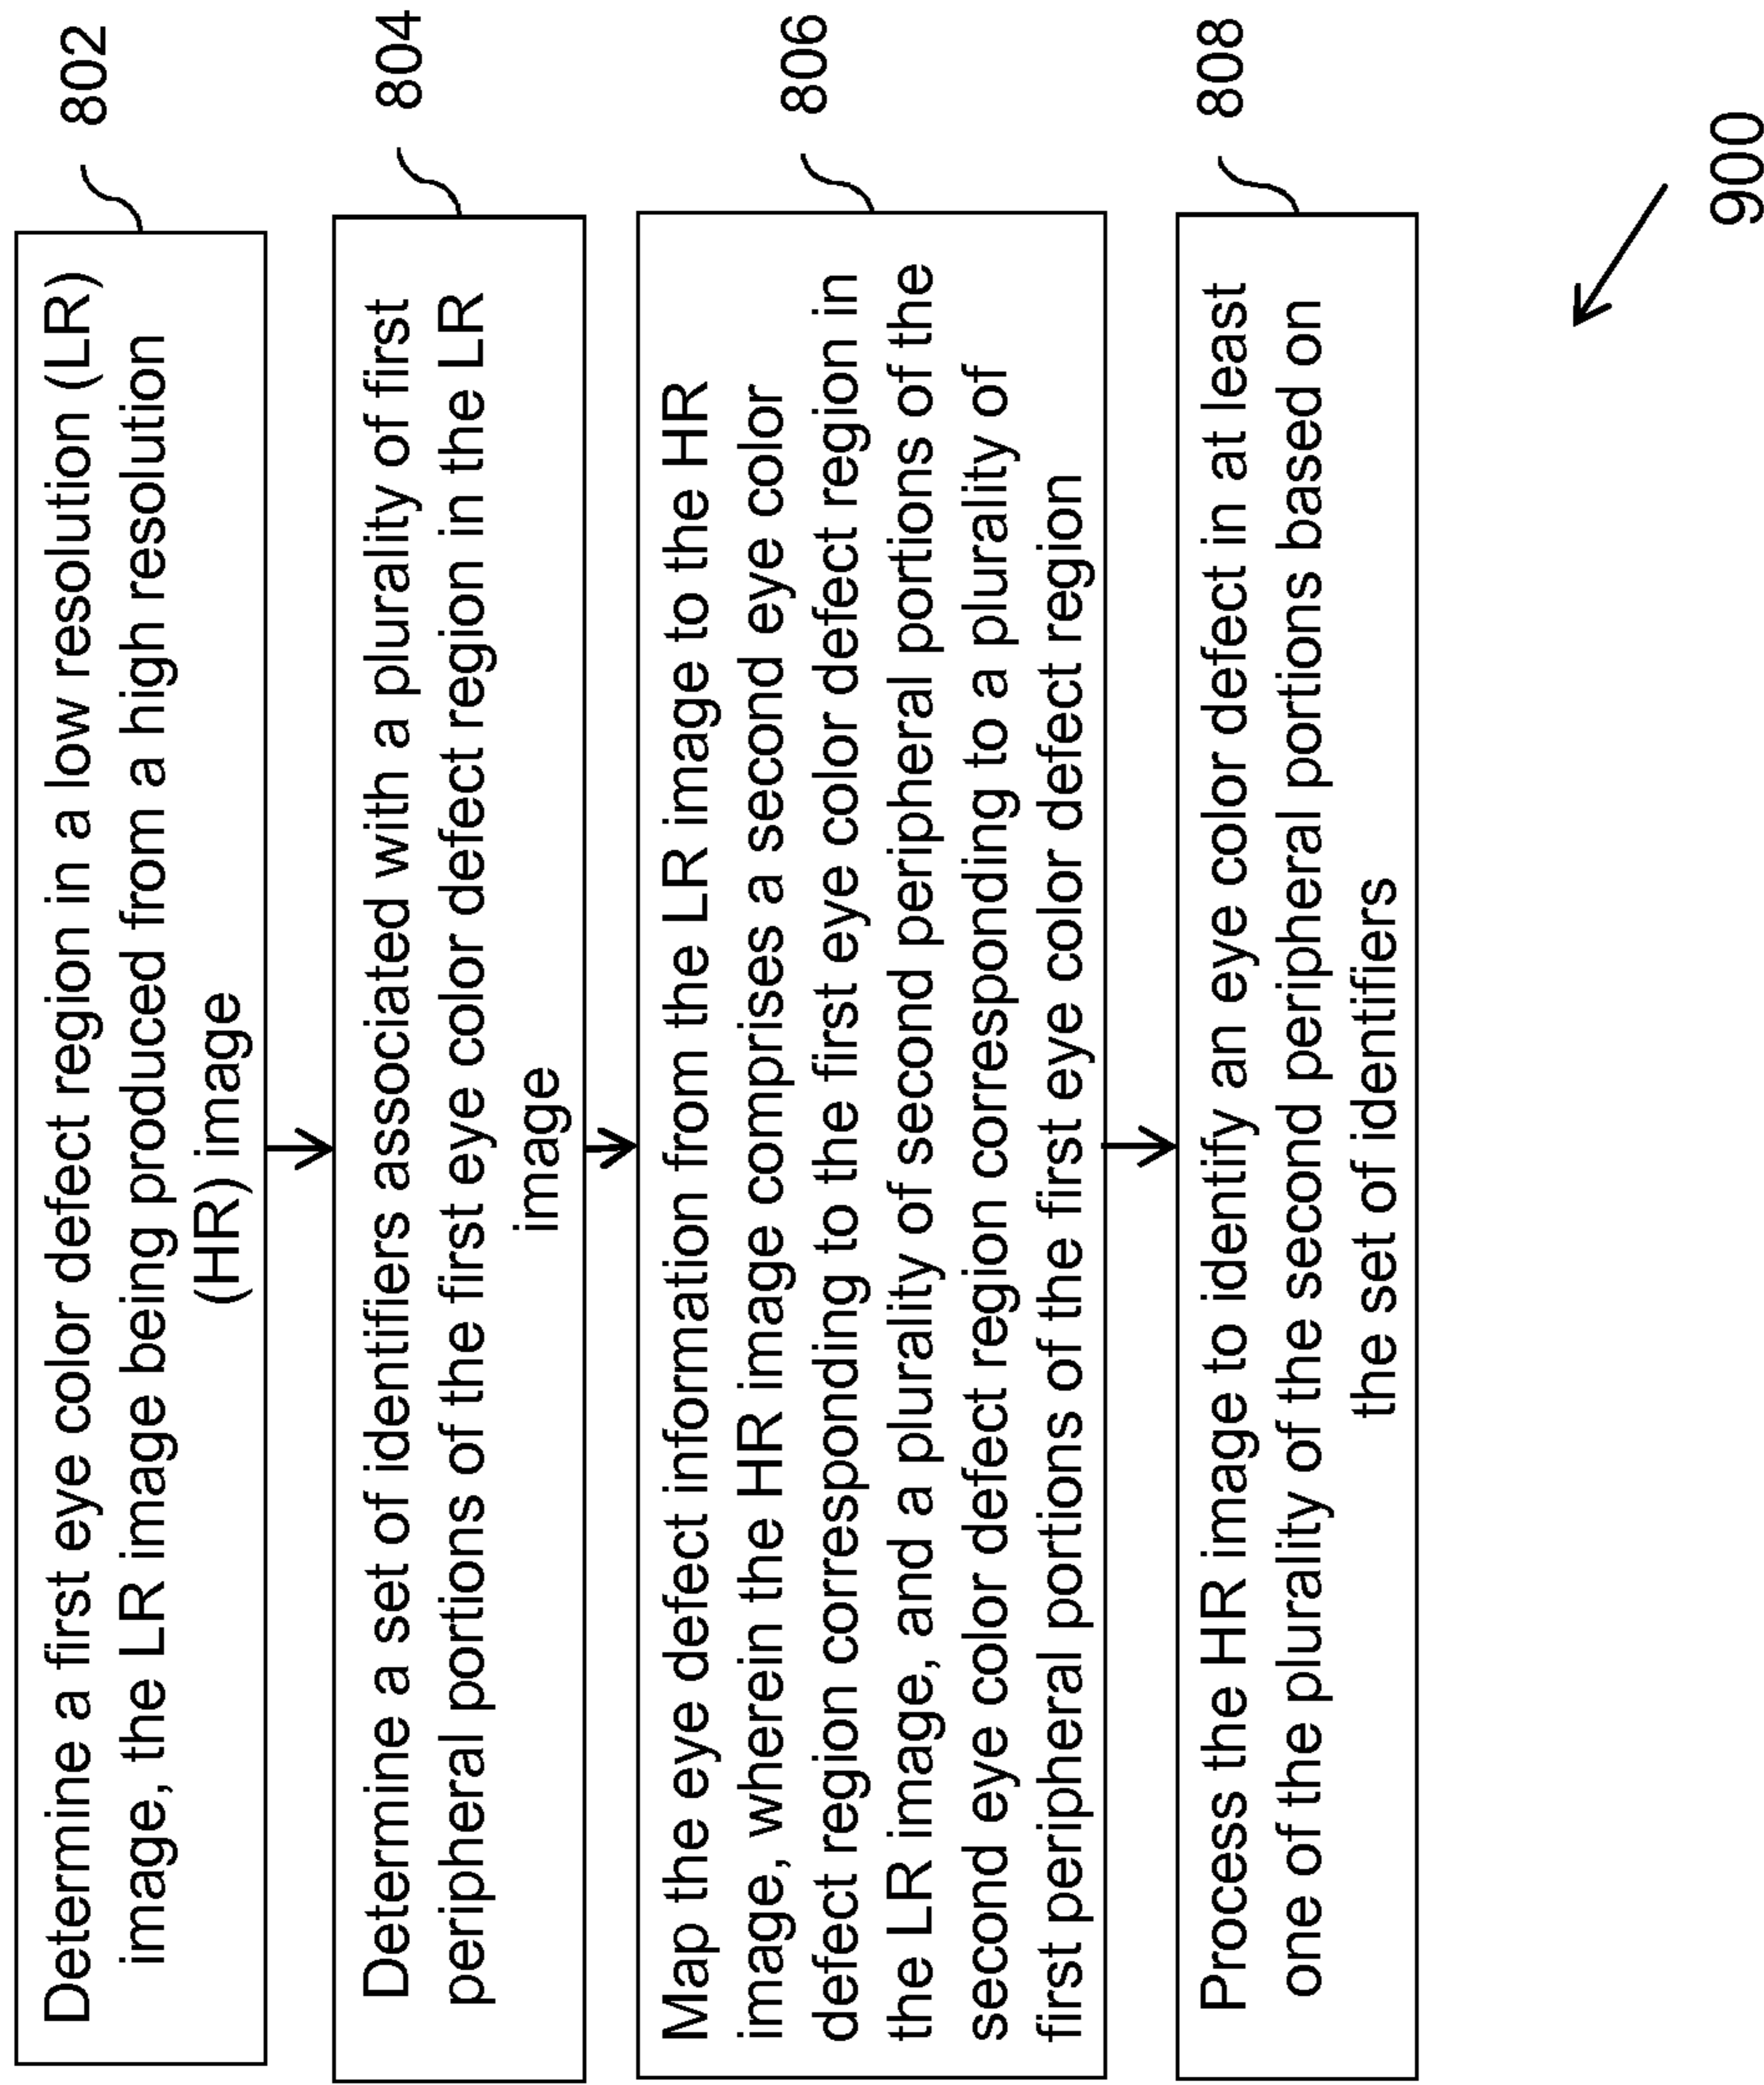 Determine a first eye color defect region in a low resolution (LR)
image, the LR image being produced from a high resolution
(HR) image
802
Determine a set of identifiers associated with a plurality of first
peripheral portions of the first eye color defect region in the LR
image
804
Map the eye defect information from the LR image to the HR
image, wherein the HR image comprises a second eye color
defect region corresponding to the first eye color defect region in
the LR image, and a plurality of second peripheral portions of the
second eye color defect region corresponding to a plurality of
first peripheral portions of the first eye color defect region
806
Process the HR image to identify an eye color defect in at least
one of the plurality of the second peripheral portions based on
the set of identifiers
808
900